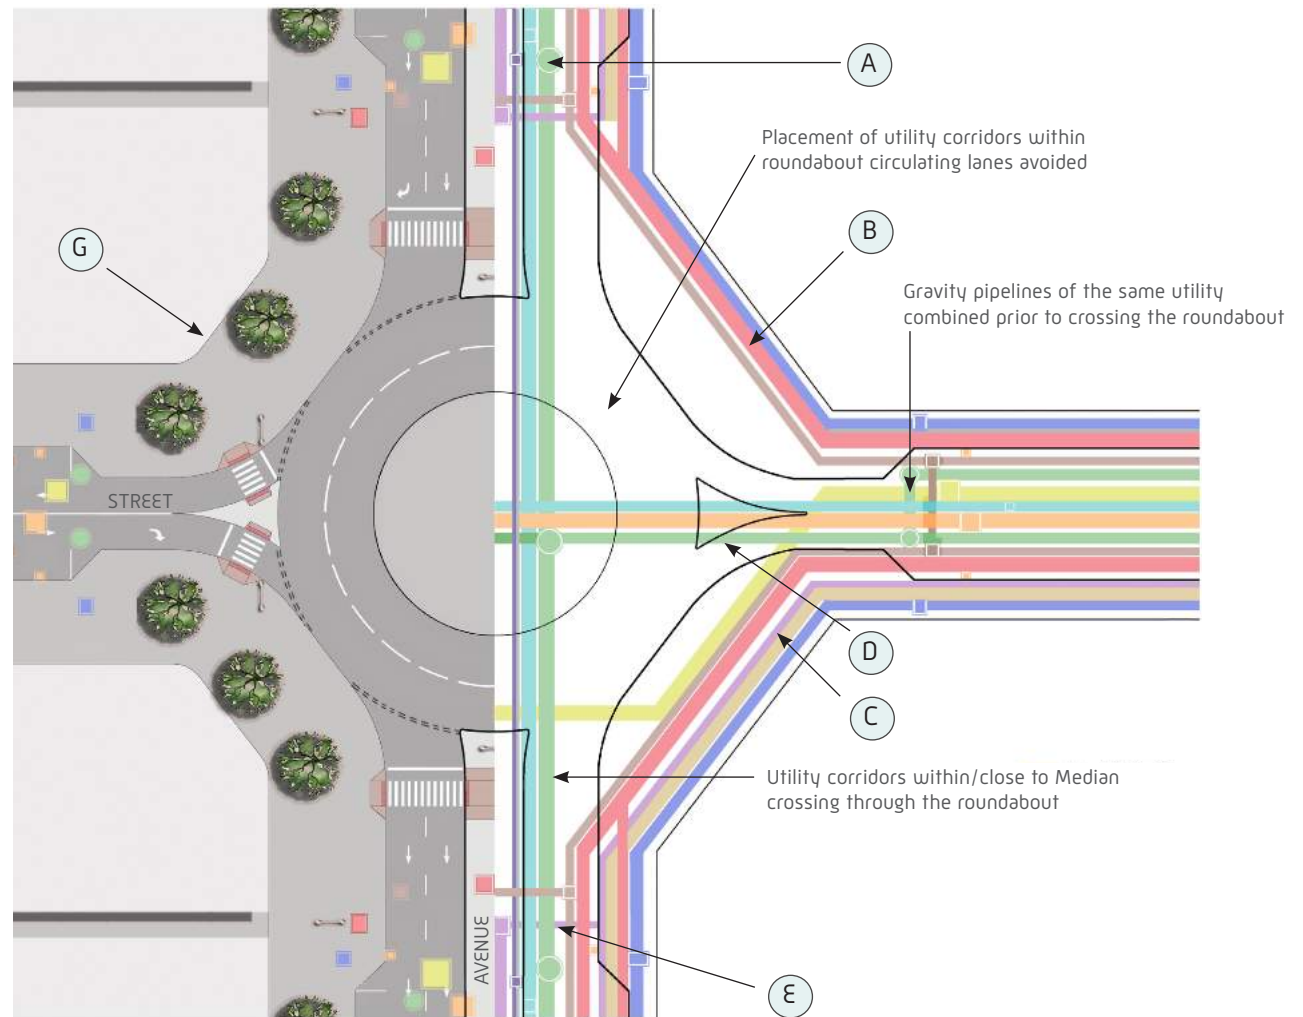 A
Placement of utility corridors within
roundabout circulating lanes avoided
B
G
Gravity pipelines of the same utility
combined prior to crossing the roundabout
STREET
D
C
Utility corridors within/close to Median
crossing through the roundabout
AVENUE
E